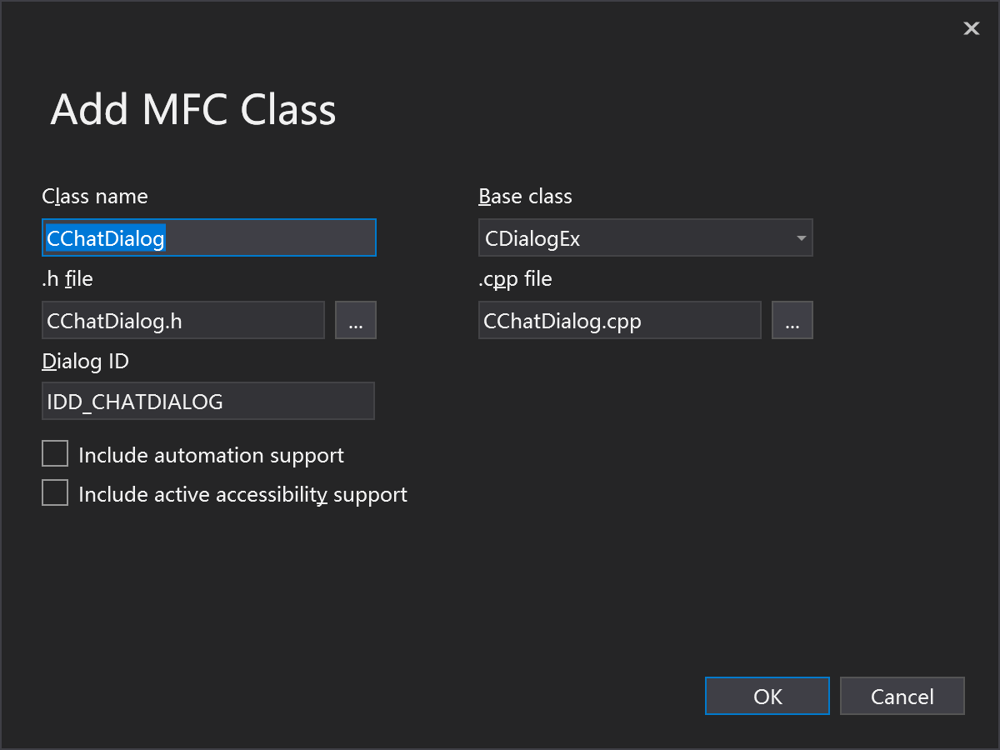 Add MFC Class
Class name
Base class
CChatDialog
CDialogEx
.h file
.cpp file
CChatDialog.h
...
CChatDialog.cpp
...
Dialog ID
IDD_CHATDIALOG
Include automation support
Include active accessibility support
OK
Cancel